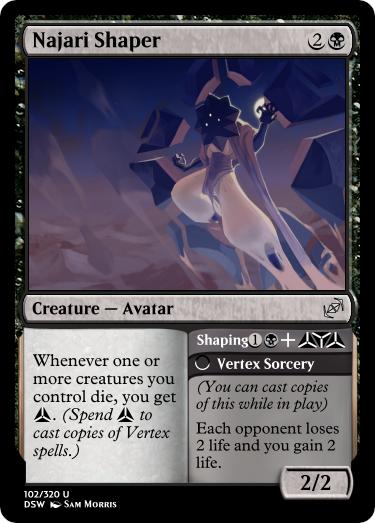 Najari Shaper 2
Creature — Avatar
Whenever one or
more creatures you
control die, you get
. (Spend to
cast copies of Vertex
spells.)
Shaping 1 +
Vertex Sorcery
(You can cast copies
of this while in play)
Each opponent loses
2 life and you gain 2
life.
2/2
102/320 U
DSW Sam Morris